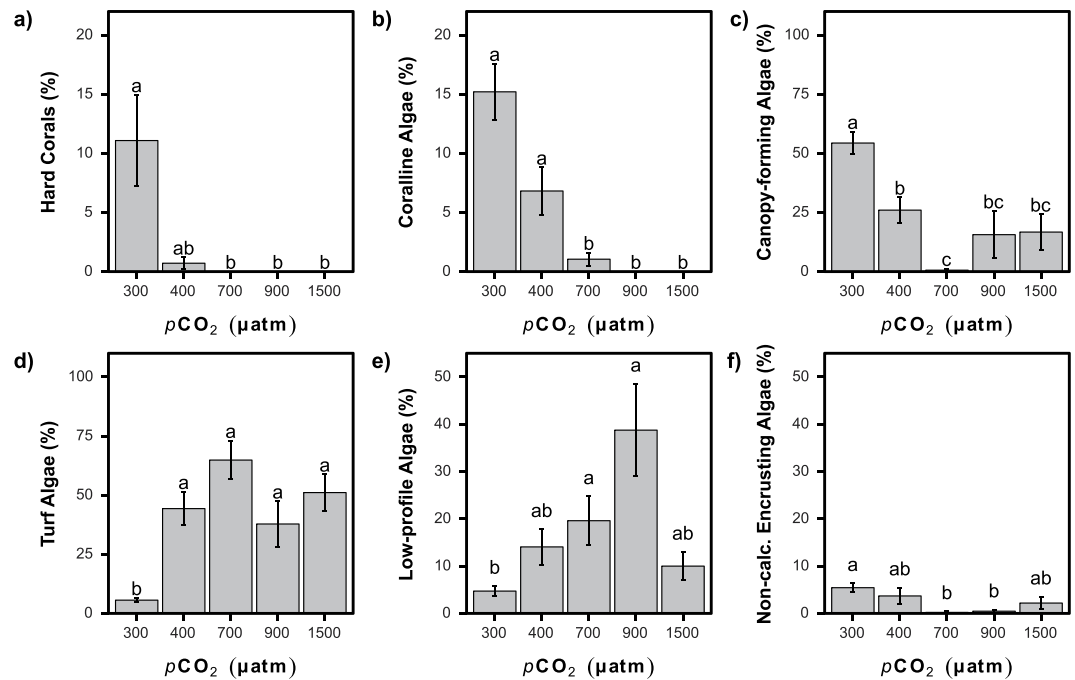 a)
Hard Corals (%)
20
15
10
5
0
a
ab
b
b
b
300 400 700 900 1500
pCO₂ (µatm)
b)
Coralline Algae (%)
20
15
10
5
0
a
a
b
b
b
300 400 700 900 1500
pCO₂ (µatm)
c)
Canopy-forming Algae (%)
100
75
50
25
0
a
b
c
bc
bc
300 400 700 900 1500
pCO₂ (µatm)
d)
Turf Algae (%)
100
75
50
25
0
b
a
a
a
a
300 400 700 900 1500
pCO₂ (µatm)
e)
Low-profile Algae (%)
50
40
30
20
10
0
b
ab
a
a
ab
300 400 700 900 1500
pCO₂ (µatm)
f)
Non-calc. Encrusting Algae (%)
50
40
30
20
10
0
a
ab
b
b
ab
300 400 700 900 1500
pCO₂ (µatm)